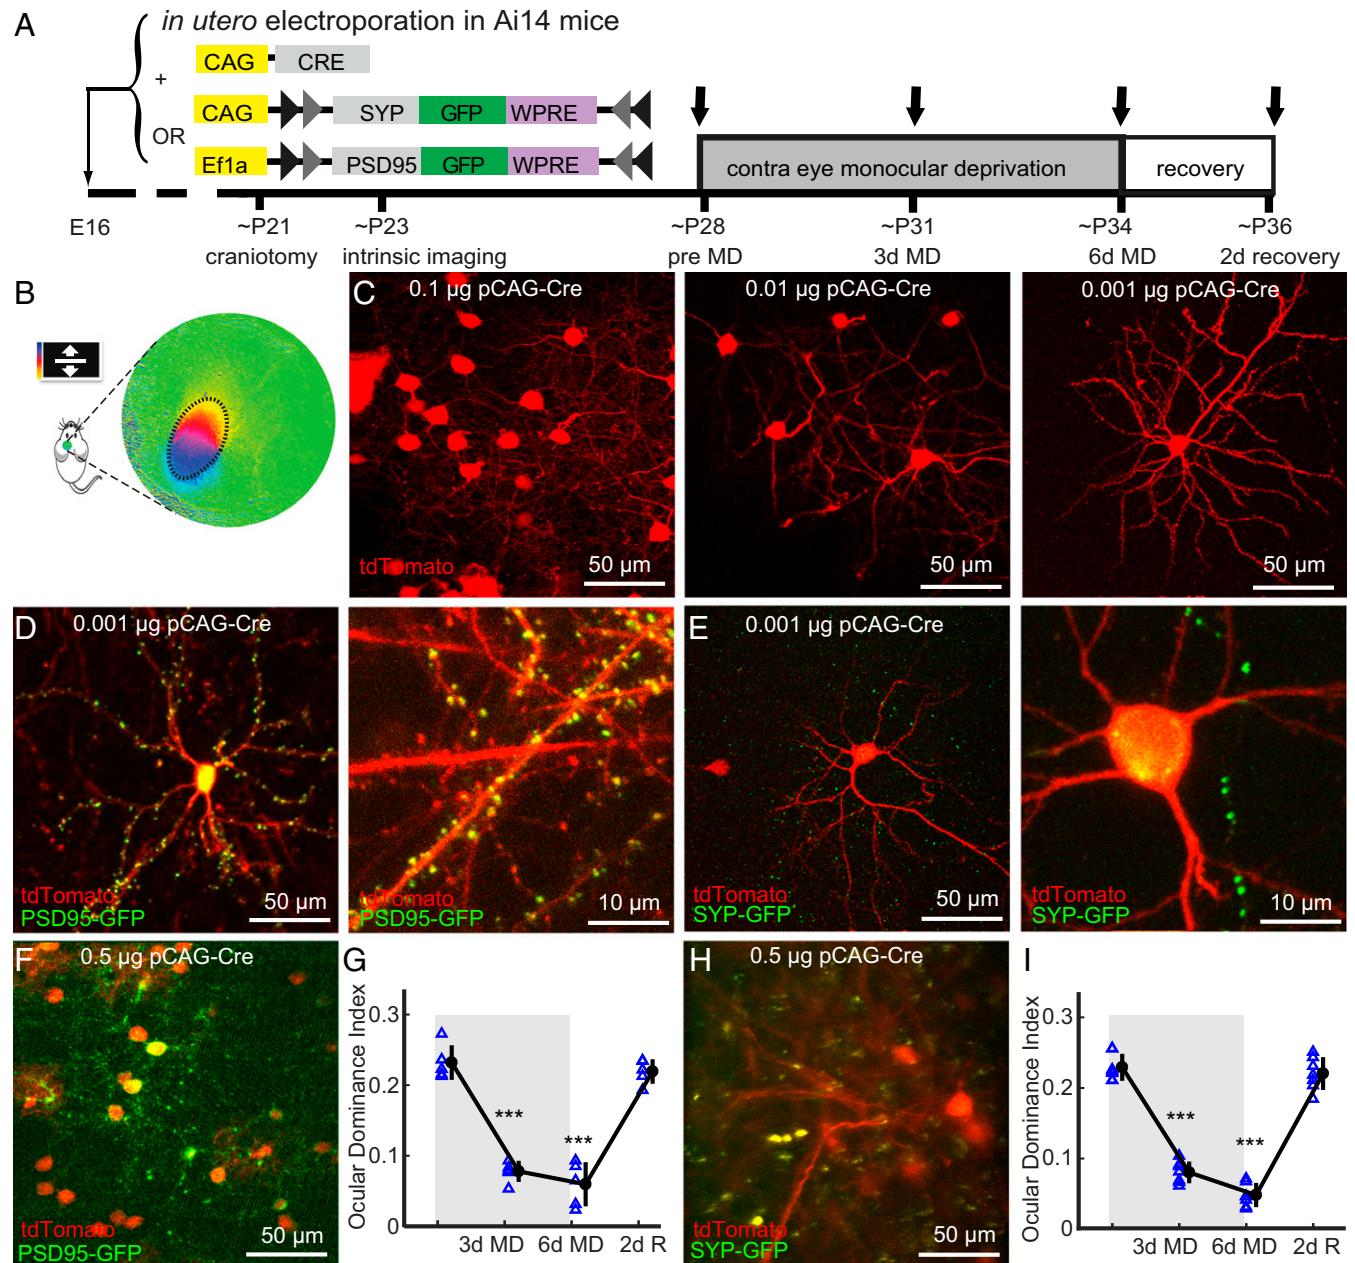 A
in utero electroporation in Ai14 mice
CAG CRE
+
CAG SYP GFP WPRE
OR
Ef1a PSD95 GFP WPRE
contra eye monocular deprivation recovery
E16 ~P21 ~P23 ~P28 ~P31 ~P34 ~P36
craniotomy intrinsic imaging pre MD 3d MD 6d MD 2d recovery
B
C
0.1 µg pCAG-Cre
tdTomato
50 µm
0.01 µg pCAG-Cre
50 µm
0.001 µg pCAG-Cre
50 µm
D
0.001 µg pCAG-Cre
tdTomato
PSD95-GFP
50 µm
tdTomato
PSD95-GFP
10 µm
E
0.001 µg pCAG-Cre
tdTomato
SYP-GFP
50 µm
tdTomato
SYP-GFP
10 µm
F
0.5 µg pCAG-Cre
tdTomato
PSD95-GFP
50 µm
G
Ocular Dominance Index
0.3
0.2
0.1
0
***
***
3d MD 6d MD 2d R
H
0.5 µg pCAG-Cre
tdTomato
SYP-GFP
50 µm
I
Ocular Dominance Index
0.3
0.2
0.1
0
***
***
3d MD 6d MD 2d R